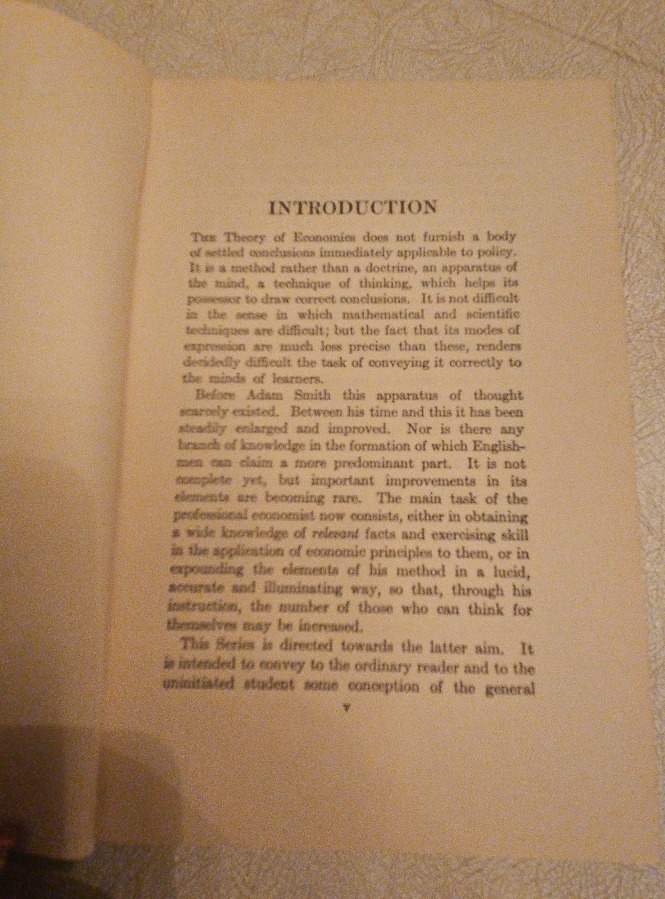 INTRODUCTION
THE Theory of Economics does not furnish a body
of settled conclusions immediately applicable to policy.
It is a method rather than a doctrine, an apparatus of
the mind, a technique of thinking, which helps its
possessor to draw correct conclusions. It is not difficult
in the sense in which mathematical and scientific
techniques are difficult; but the fact that its modes of
expression are much less precise than these, renders
decidedly difficult the task of conveying it correctly to
the minds of learners.
Before Adam Smith this apparatus of thought
scarcely existed. Between his time and this it has been
steadily enlarged and improved. Nor is there any
branch of knowledge in the formation of which English-
men can claim a more predominant part. It is not
complete yet, but important improvements in its
elements are becoming rare. The main task of the
professional economist now consists, either in obtaining
a wide knowledge of relevant facts and exercising skill
in the application of economic principles to them, or in
expounding the elements of his method in a lucid,
accurate and illuminating way, so that, through his
instruction, the number of those who can think for
themselves may be increased.
This Series is directed towards the latter aim. It
is intended to convey to the ordinary reader and to the
uninitiated student some conception of the general
v